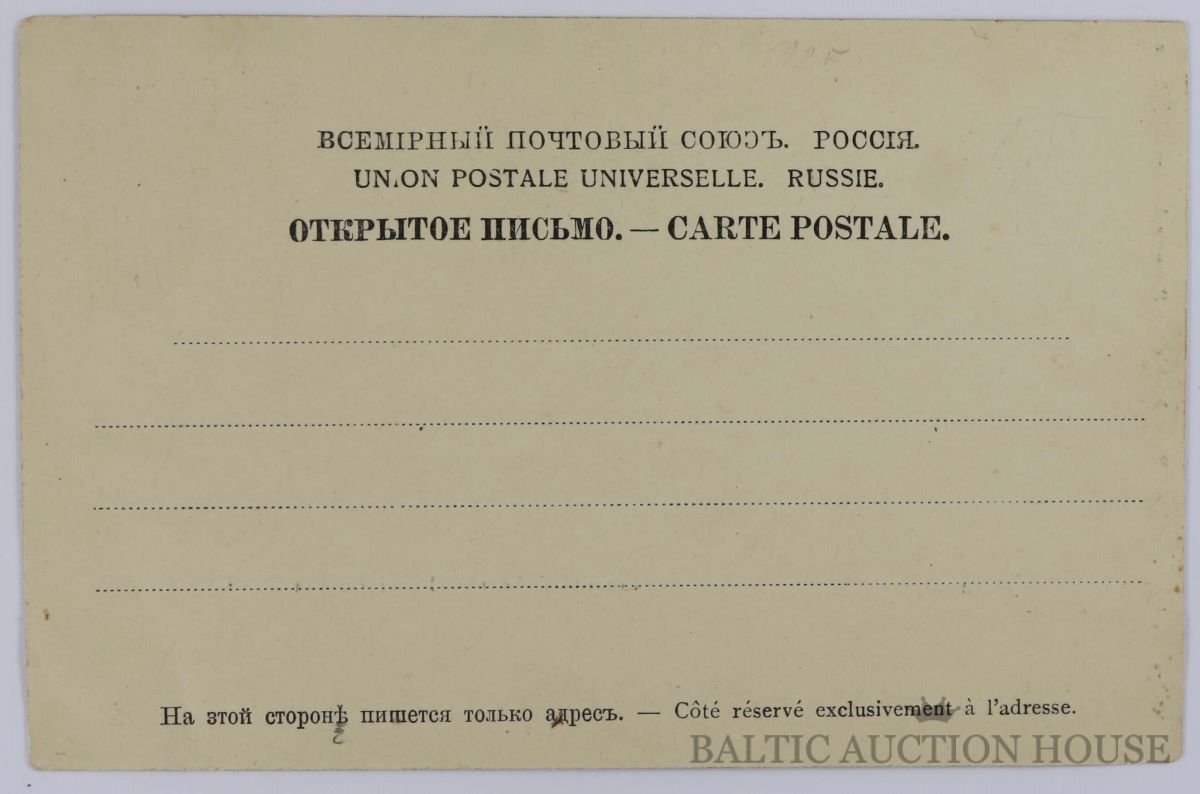 ВСЕМІРНЫЙ ПОЧТОВЫЙ СОЮЗЪ. РОССІЯ.
UNION POSTALE UNIVERSELLE. RUSSIE.
ОТКРЫТОЕ ПИСЬМО. — CARTE POSTALE.
На этой сторонѣ пишется только адресъ. — Côté réservé exclusivement à l'adresse.
BALTIC AUCTION HOUSE